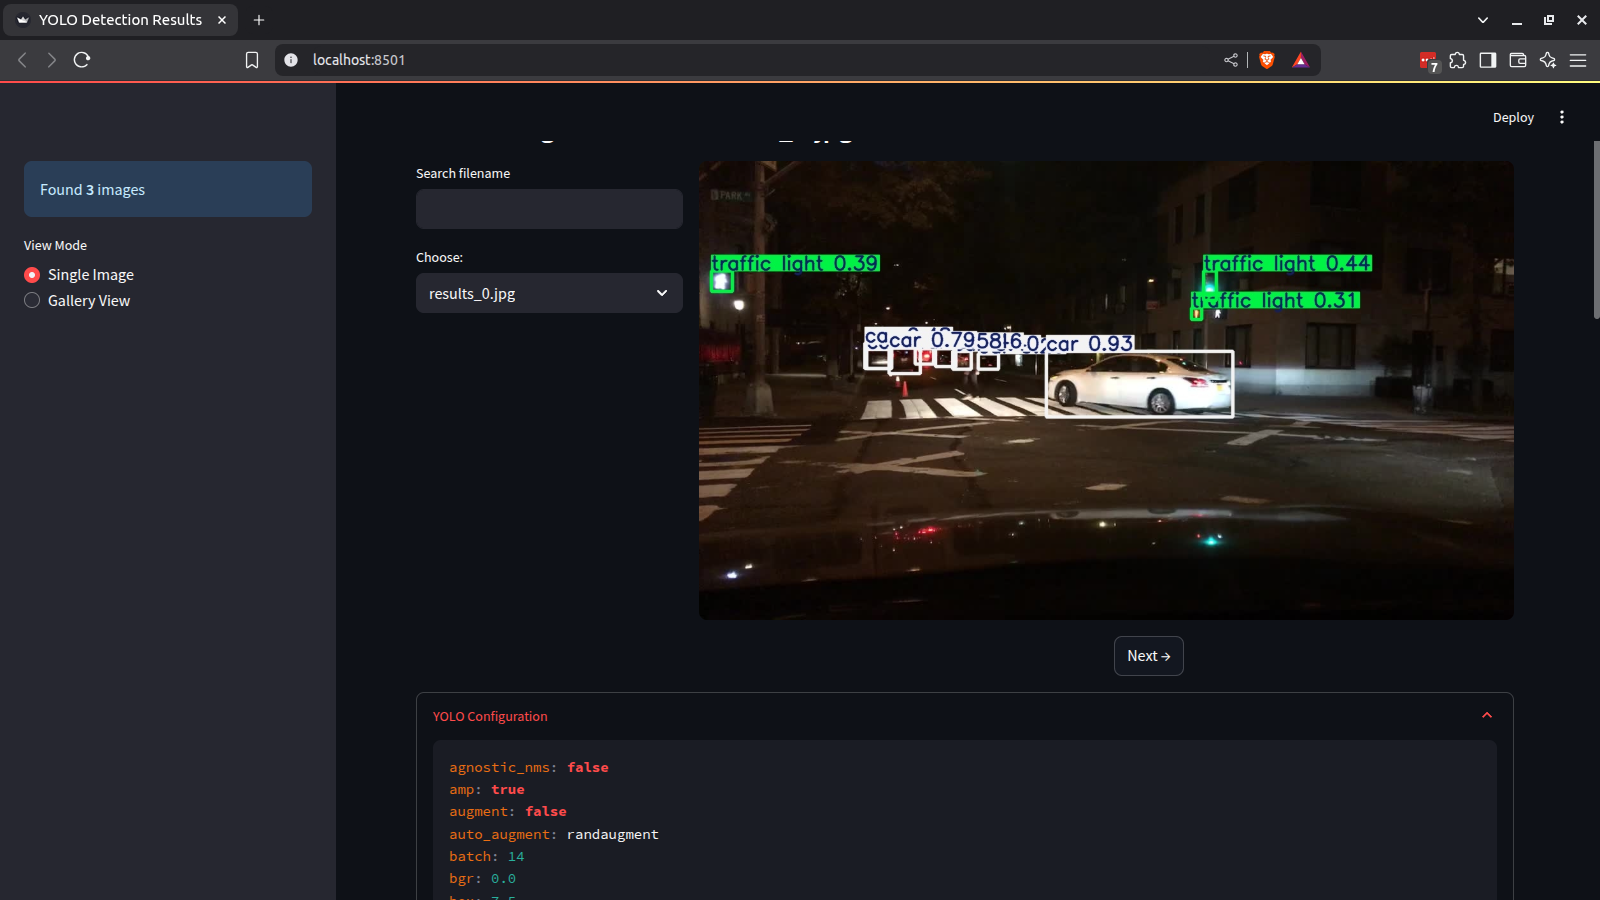 YOLO Detection Results
localhost:8501
7
Deploy
Found 3 images
View Mode
Single Image
Gallery View
Search filename
Choose:
results_0.jpg
PARK
traffic light 0.39
traffic light 0.44
traffic light 0.31
car 0.79
car 0.93
Next →
YOLO Configuration
agnostic_nms: false
amp: true
augment: false
auto_augment: randaugment
batch: 14
bgr: 0.0